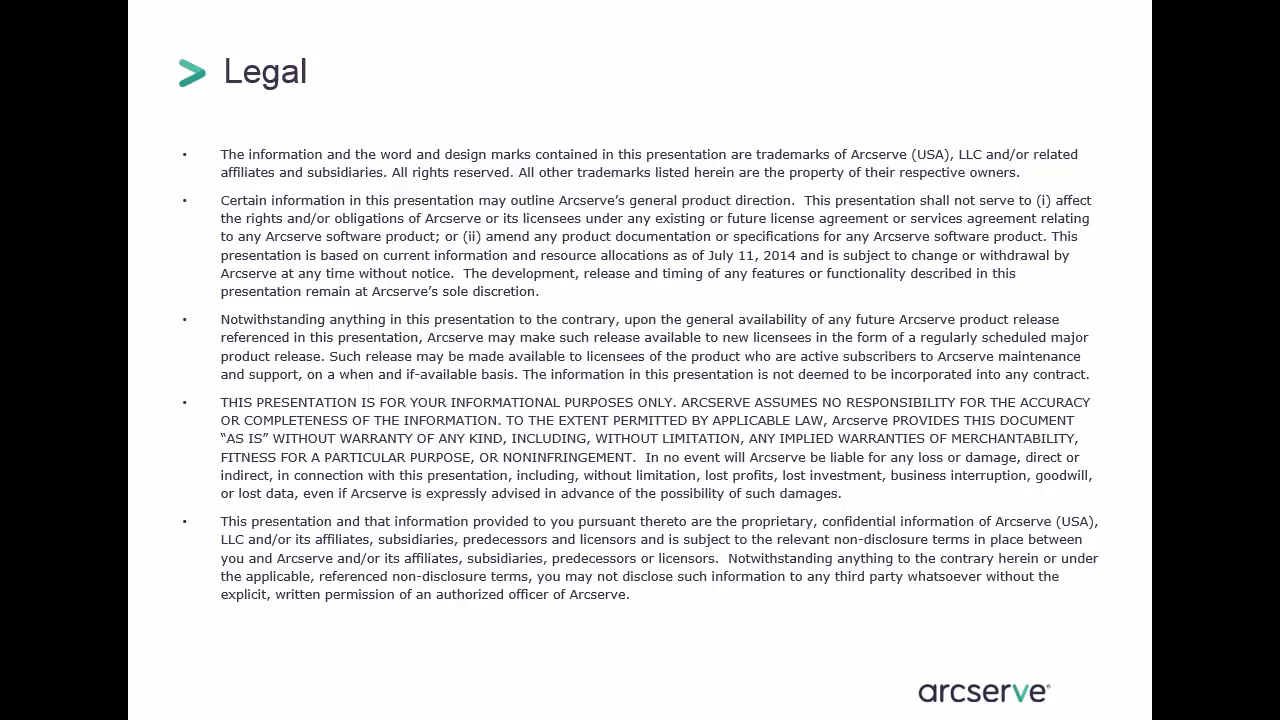 Legal
• The information and the word and design marks contained in this presentation are trademarks of Arcserve (USA), LLC and/or related
affiliates and subsidiaries. All rights reserved. All other trademarks listed herein are the property of their respective owners.
• Certain information in this presentation may outline Arcserve’s general product direction.  This presentation shall not serve to (i) affect
the rights and/or obligations of Arcserve or its licensees under any existing or future license agreement or services agreement relating
to any Arcserve software product; or (ii) amend any product documentation or specifications for any Arcserve software product. This
presentation is based on current information and resource allocations as of July 11, 2014 and is subject to change or withdrawal by
Arcserve at any time without notice.  The development, release and timing of any features or functionality described in this
presentation remain at Arcserve’s sole discretion.
• Notwithstanding anything in this presentation to the contrary, upon the general availability of any future Arcserve product release
referenced in this presentation, Arcserve may make such release available to new licensees in the form of a regularly scheduled major
product release. Such release may be made available to licensees of the product who are active subscribers to Arcserve maintenance
and support, on a when and if-available basis. The information in this presentation is not deemed to be incorporated into any contract.
• THIS PRESENTATION IS FOR YOUR INFORMATIONAL PURPOSES ONLY. ARCSERVE ASSUMES NO RESPONSIBILITY FOR THE ACCURACY
OR COMPLETENESS OF THE INFORMATION. TO THE EXTENT PERMITTED BY APPLICABLE LAW, Arcserve PROVIDES THIS DOCUMENT
“AS IS” WITHOUT WARRANTY OF ANY KIND, INCLUDING, WITHOUT LIMITATION, ANY IMPLIED WARRANTIES OF MERCHANTABILITY,
FITNESS FOR A PARTICULAR PURPOSE, OR NONINFRINGEMENT.  In no event will Arcserve be liable for any loss or damage, direct or
indirect, in connection with this presentation, including, without limitation, lost profits, lost investment, business interruption, goodwill,
or lost data, even if Arcserve is expressly advised in advance of the possibility of such damages.
• This presentation and that information provided to you pursuant thereto are the proprietary, confidential information of Arcserve (USA),
LLC and/or its affiliates, subsidiaries, predecessors and licensors and is subject to the relevant non-disclosure terms in place between
you and Arcserve and/or its affiliates, subsidiaries, predecessors or licensors.  Notwithstanding anything to the contrary herein or under
the applicable, referenced non-disclosure terms, you may not disclose such information to any third party whatsoever without the
explicit, written permission of an authorized officer of Arcserve.
arcserve®